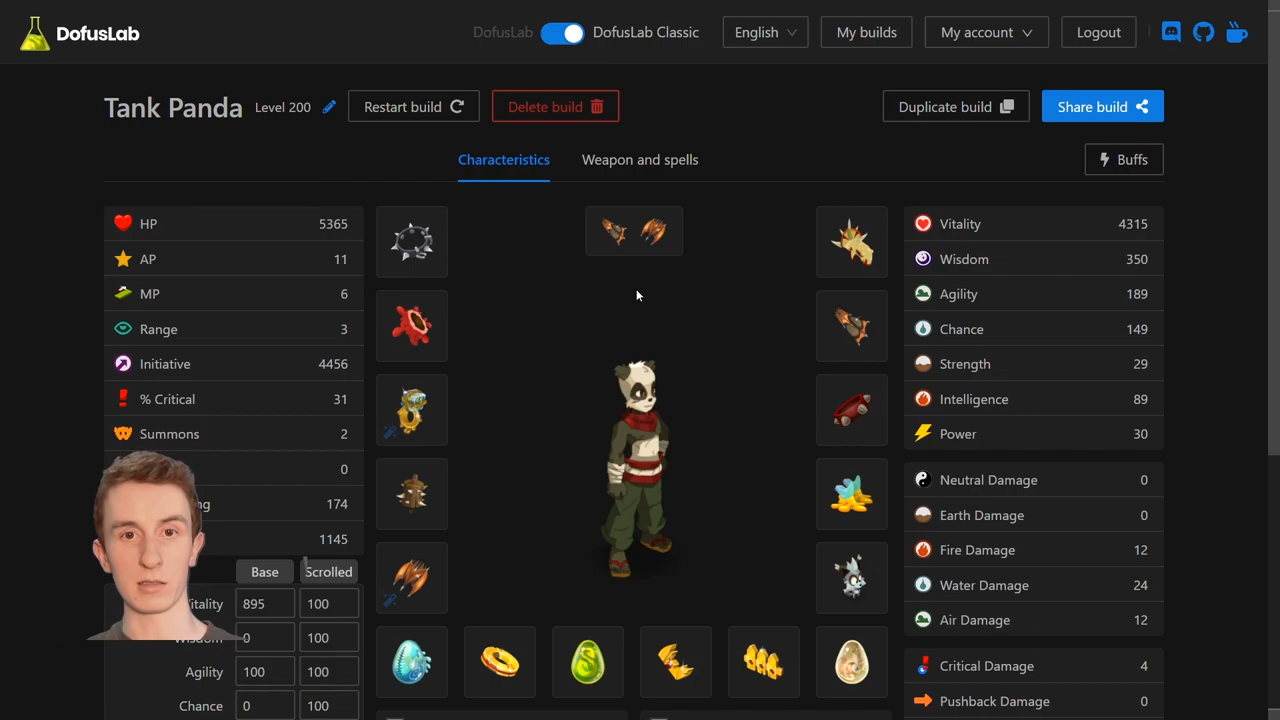 DofusLab
DofusLab
DofusLab Classic
English
My builds
My account
Logout
Tank Panda
Level 200
Restart build
Delete build
Duplicate build
Share build
Characteristics
Weapon and spells
Buffs
HP 5365
AP 11
MP 6
Range 3
Initiative 4456
% Critical 31
Summons 2
0
174
1145
Base Scrolled
895 100
0 100
Agility 100 100
Chance 0 100
Vitality 4315
Wisdom 350
Agility 189
Chance 149
Strength 29
Intelligence 89
Power 30
Neutral Damage 0
Earth Damage 0
Fire Damage 12
Water Damage 24
Air Damage 12
Critical Damage 4
Pushback Damage 0